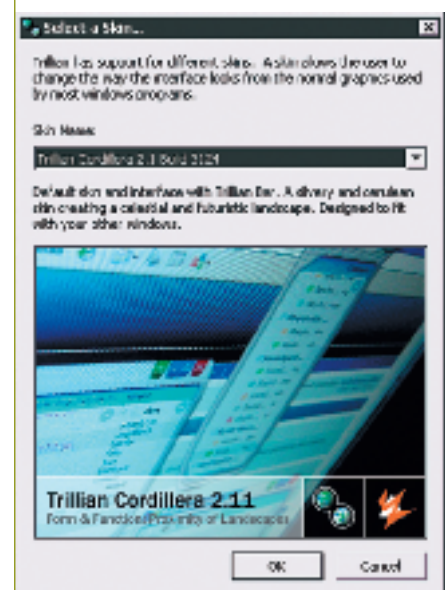 Select a Skin...
Trillian has support for different skins. A skin allows the user to
change the way the interface looks from the normal graphics used
by most windows programs.
Skin Name:
Trillian Cordillera 2.1 Build 2124
Default skin and interface with Trillian Bar. A silvery and cerulean
skin creating a celestial and futuristic landscape. Designed to fit
with your other windows.
Trillian Cordillera 2.11
Form & Function: Proximity of Landscapes
OK
Cancel